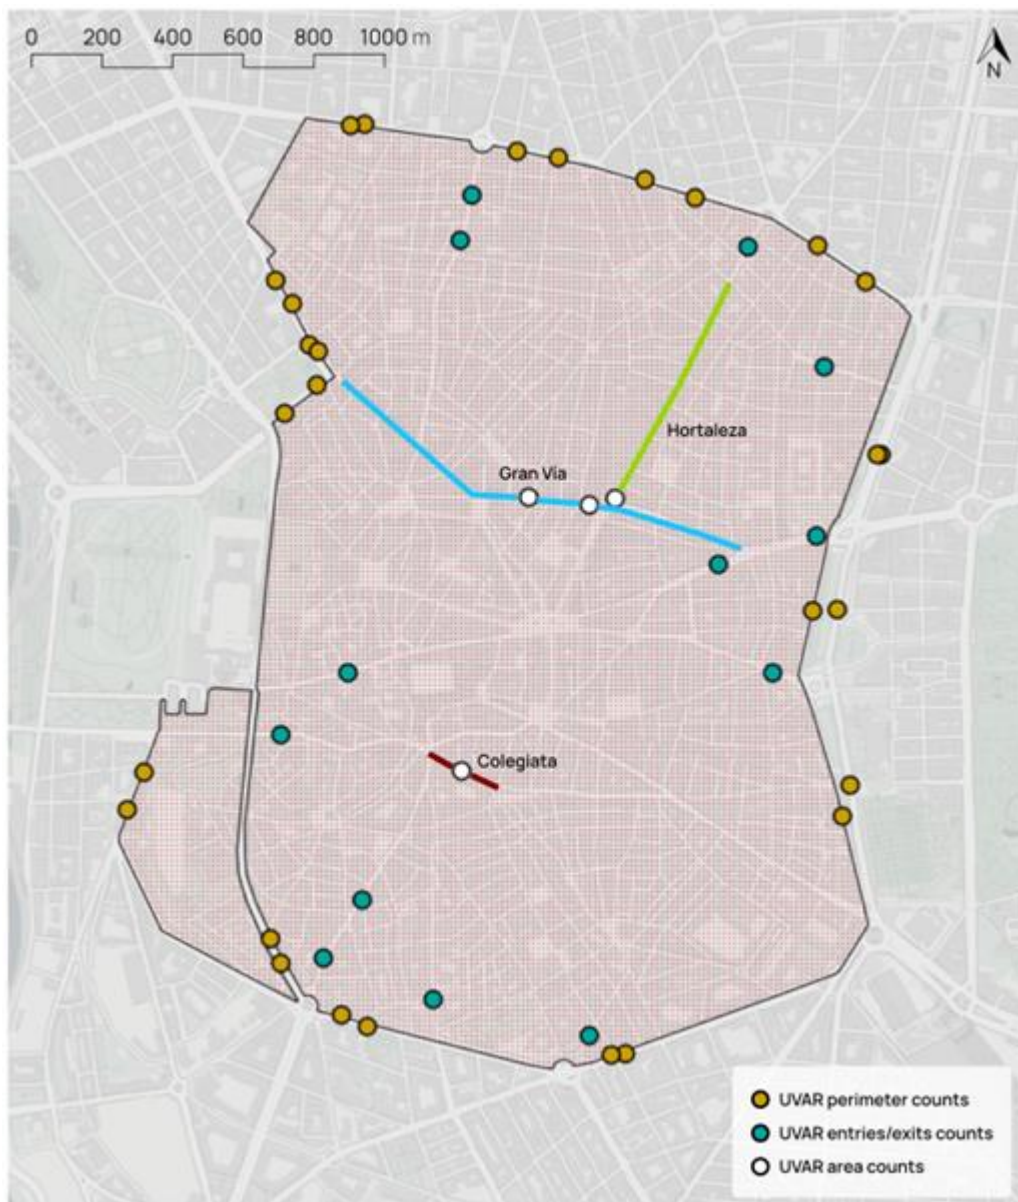 0 200 400 600 800 1000 m
N
Hortaleza
Gran Vía
Colegiata
UVAR perimeter counts
UVAR entries/exits counts
UVAR area counts